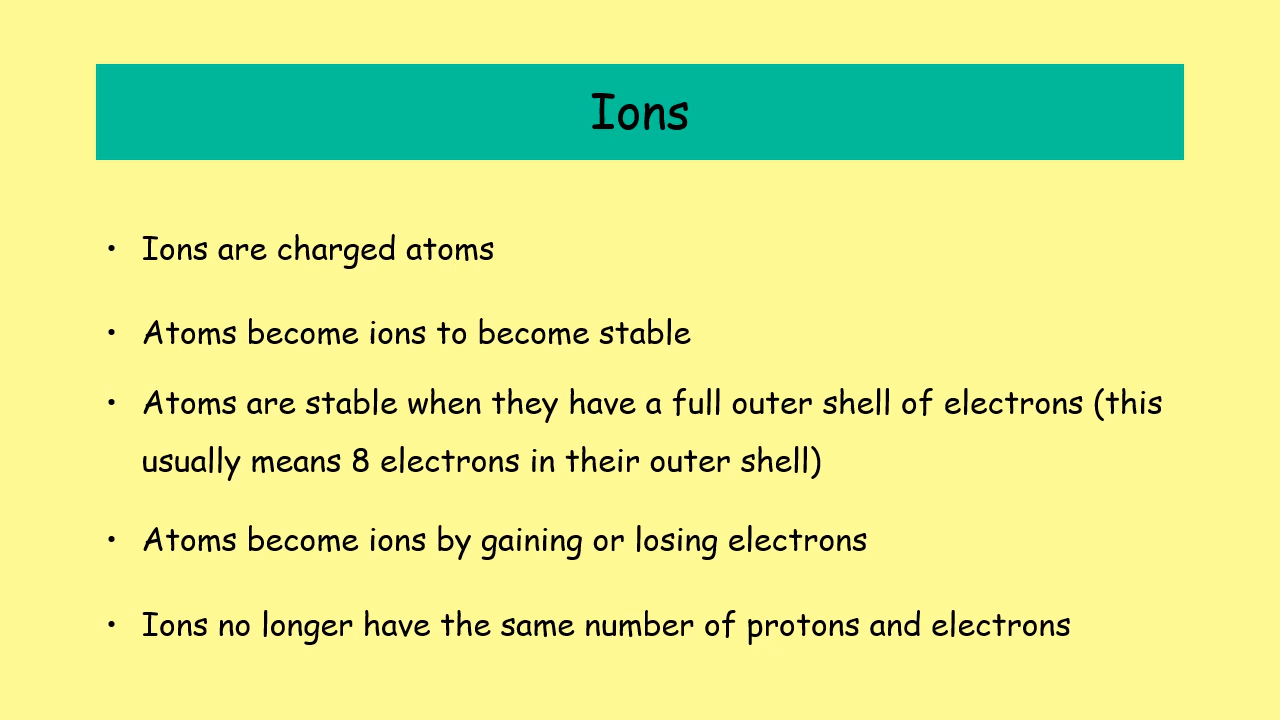 Ions
• Ions are charged atoms
• Atoms become ions to become stable
• Atoms are stable when they have a full outer shell of electrons (this
usually means 8 electrons in their outer shell)
• Atoms become ions by gaining or losing electrons
• Ions no longer have the same number of protons and electrons